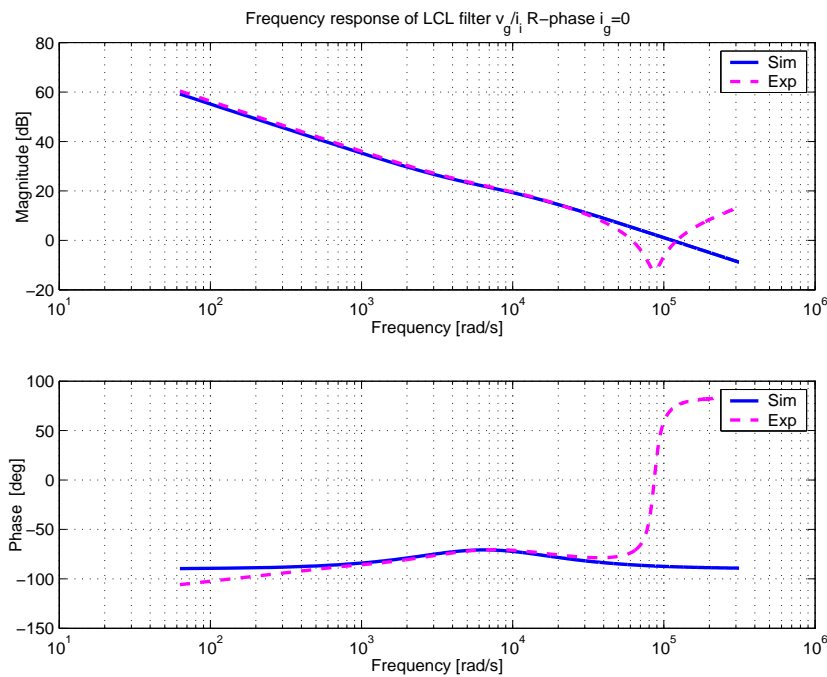 Frequency response of LCL filter v_g/i_i R−phase i_g=0
Magnitude [dB]
80
60
40
20
0
−20
Sim
Exp
10^1 10^2 10^3 10^4 10^5 10^6
Frequency [rad/s]
Phase [deg]
100
50
0
−50
−100
−150
Sim
Exp
10^1 10^2 10^3 10^4 10^5 10^6
Frequency [rad/s]